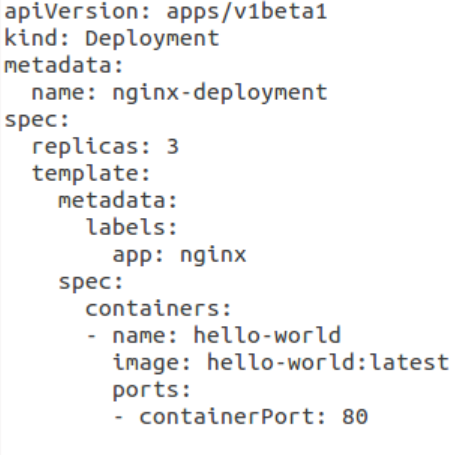 apiVersion: apps/v1beta1
kind: Deployment
metadata:
  name: nginx-deployment
spec:
  replicas: 3
  template:
    metadata:
      labels:
        app: nginx
    spec:
      containers:
      - name: hello-world
        image: hello-world:latest
        ports:
        - containerPort: 80